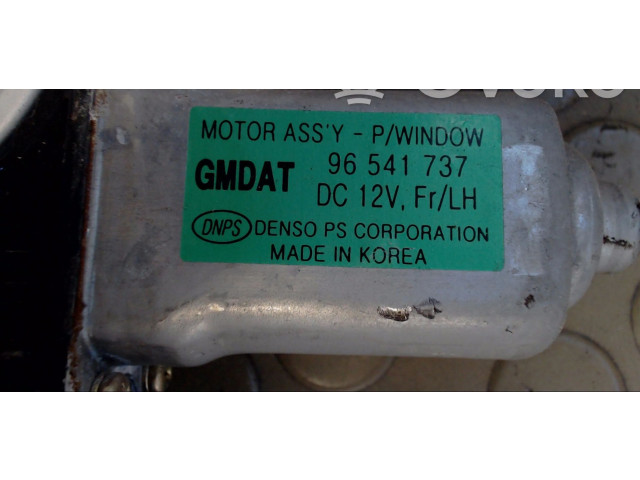 MOTOR ASS'Y - P/WINDOW
GMDAT 96 541 737
DC 12V, Fr/LH
DNPS DENSO PS CORPORATION
MADE IN KOREA